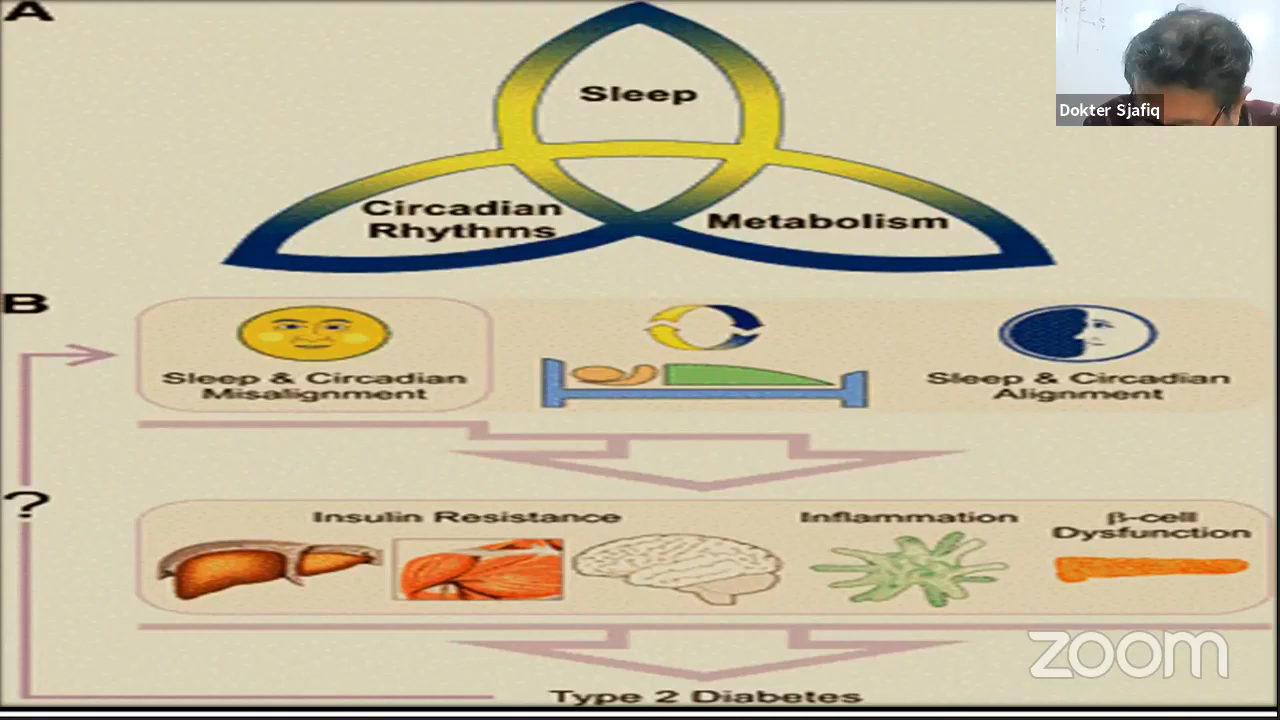 A
Dokter Sjafiq
Sleep
Circadian
Rhythms
Metabolism
B
Sleep & Circadian
Misalignment
Sleep & Circadian
Alignment
?
Insulin Resistance
Inflammation
β-cell
Dysfunction
zoom
Type 2 Diabetes